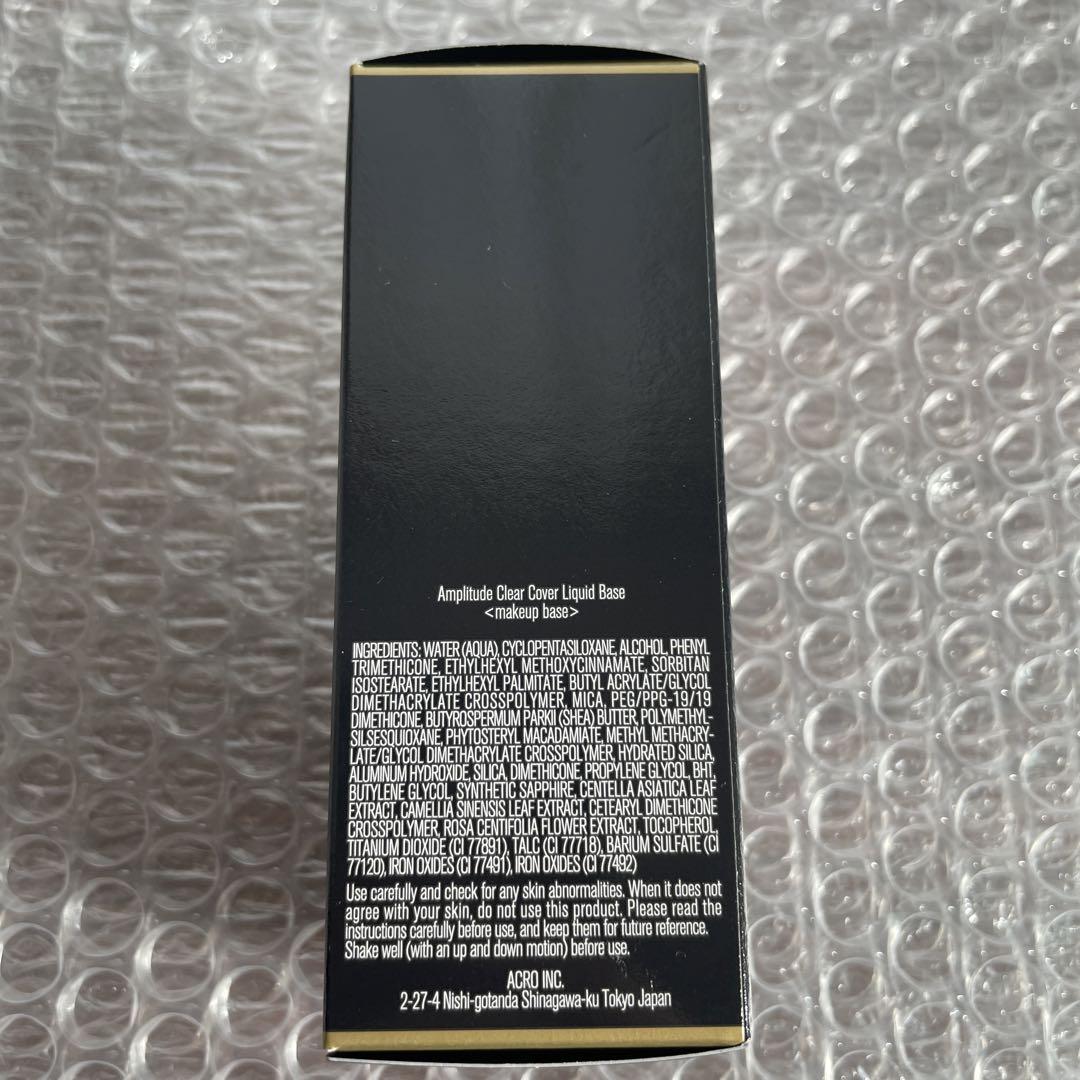 Amplitude Clear Cover Liquid Base
<makeup base>
INGREDIENTS: WATER (AQUA), CYCLOPENTASILOXANE, ALCOHOL, PHENYL
TRIMETHICONE, ETHYLHEXYL METHOXYCINNAMATE, SORBITAN
ISOSTEARATE, ETHYLHEXYL PALMITATE, BUTYL ACRYLATE/GLYCOL
DIMETHACRYLATE CROSSPOLYMER, MICA, PEG/PPG-19/19
DIMETHICONE, BUTYROSPERMUM PARKII (SHEA) BUTTER, POLYMETHYL-
SILSESQUIOXANE, PHYTOSTERYL MACADAMIATE, METHYL METHACRY-
LATE/GLYCOL DIMETHACRYLATE CROSSPOLYMER, HYDRATED SILICA,
ALUMINUM HYDROXIDE, SILICA, DIMETHICONE, PROPYLENE GLYCOL, BHT,
BUTYLENE GLYCOL, SYNTHETIC SAPPHIRE, CENTELLA ASIATICA LEAF
EXTRACT, CAMELLIA SINENSIS LEAF EXTRACT, CETEARYL DIMETHICONE
CROSSPOLYMER, ROSA CENTIFOLIA FLOWER EXTRACT, TOCOPHEROL,
TITANIUM DIOXIDE (CI 77891), TALC (CI 77718), BARIUM SULFATE (CI
77120), IRON OXIDES (CI 77491), IRON OXIDES (CI 77492)
Use carefully and check for any skin abnormalities. When it does not
agree with your skin, do not use this product. Please read the
instructions carefully before use, and keep them for future reference.
Shake well (with an up and down motion) before use.
ACRO INC.
2-27-4 Nishi-gotanda Shinagawa-ku Tokyo Japan